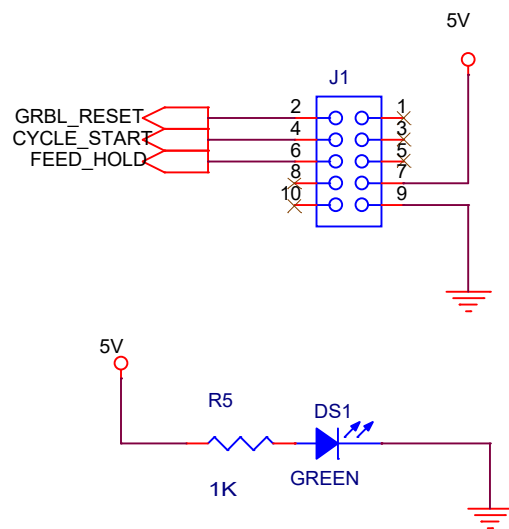 5V
J1
GRBL_RESET 2 1
CYCLE_START 4 3
FEED_HOLD 6 5
8 7
10 9
5V
R5 DS1
1K GREEN